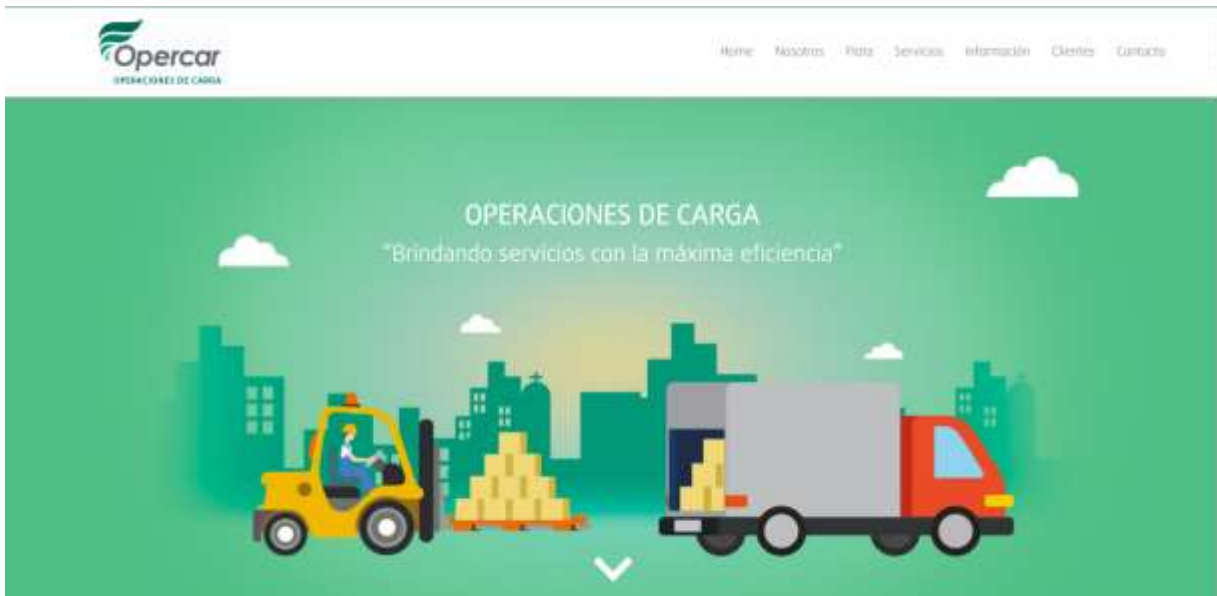 Opercar
OPERACIONES DE CARGA
Home Nosotros Flota Servicios Información Clientes Contacto
OPERACIONES DE CARGA
"Brindando servicios con la máxima eficiencia"